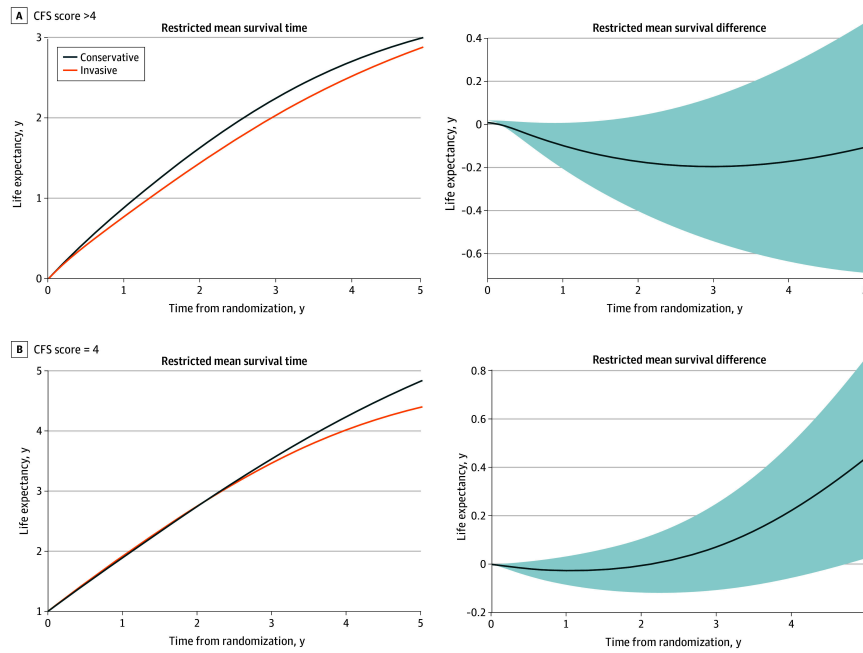 A CFS score >4
Restricted mean survival time
Life expectancy, y
3
2
1
0
Conservative
Invasive
0 1 2 3 4 5
Time from randomization, y
Restricted mean survival difference
Life expectancy, y
0.4
0.2
0
-0.2
-0.4
-0.6
0 1 2 3 4
Time from randomization, y
B CFS score = 4
Restricted mean survival time
Life expectancy, y
5
4
3
2
1
0 1 2 3 4 5
Time from randomization, y
Restricted mean survival difference
Life expectancy, y
0.8
0.6
0.4
0.2
0
-0.2
0 1 2 3 4
Time from randomization, y